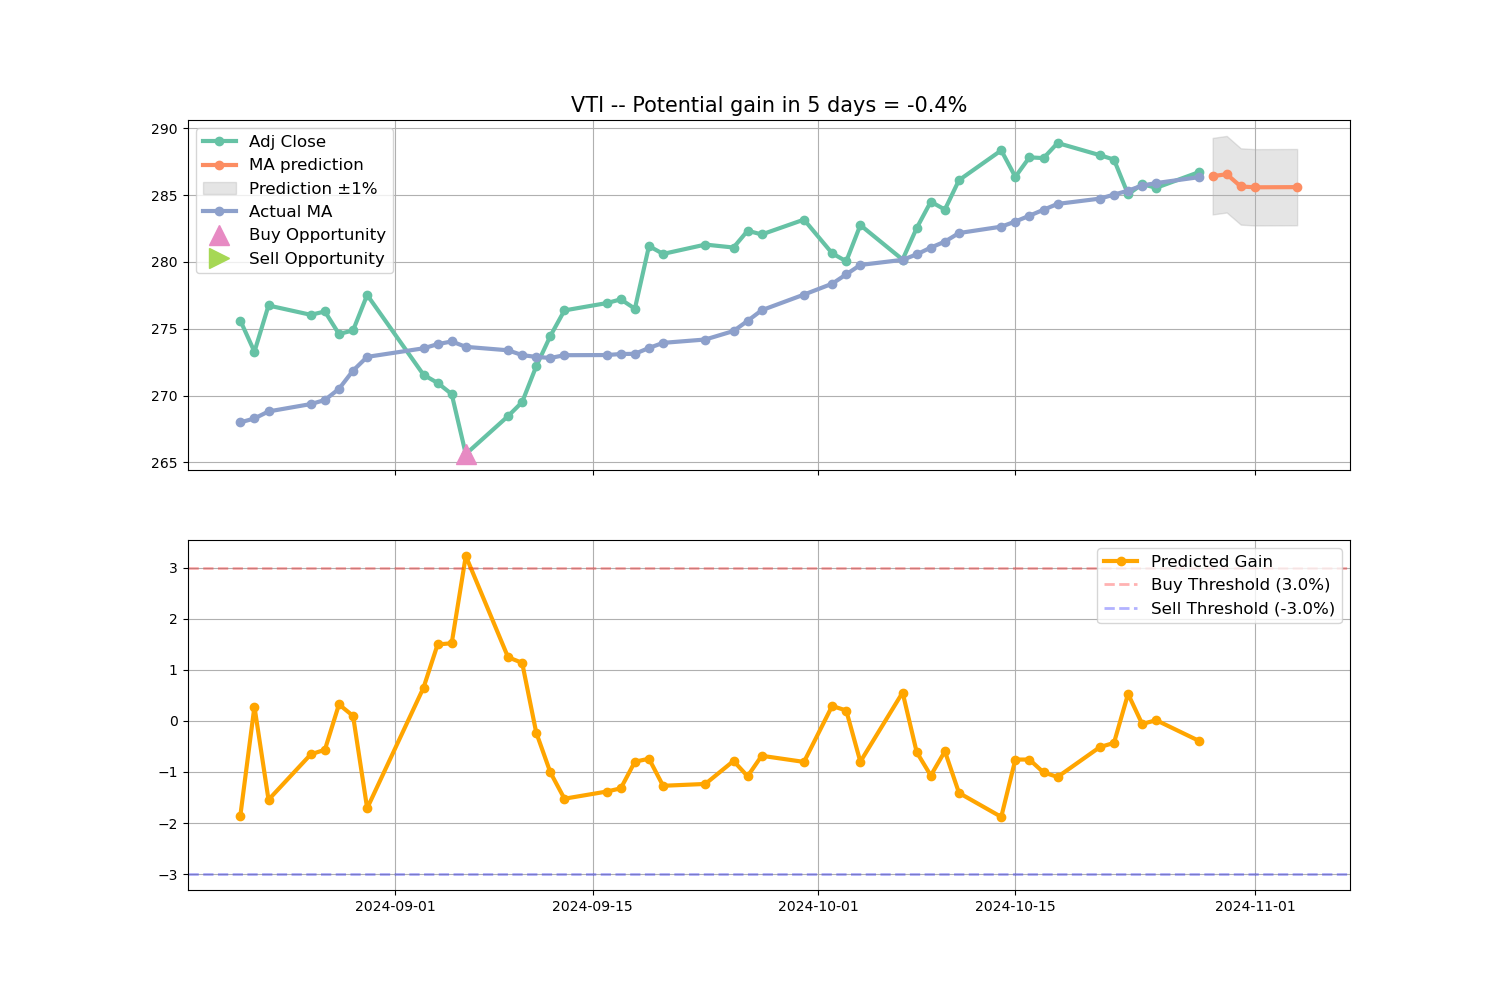 VTI -- Potential gain in 5 days = -0.4%
290
285
280
275
270
265
Adj Close
MA prediction
Prediction ±1%
Actual MA
Buy Opportunity
Sell Opportunity
3
2
1
0
−1
−2
−3
Predicted Gain
Buy Threshold (3.0%)
Sell Threshold (-3.0%)
2024-09-01
2024-09-15
2024-10-01
2024-10-15
2024-11-01